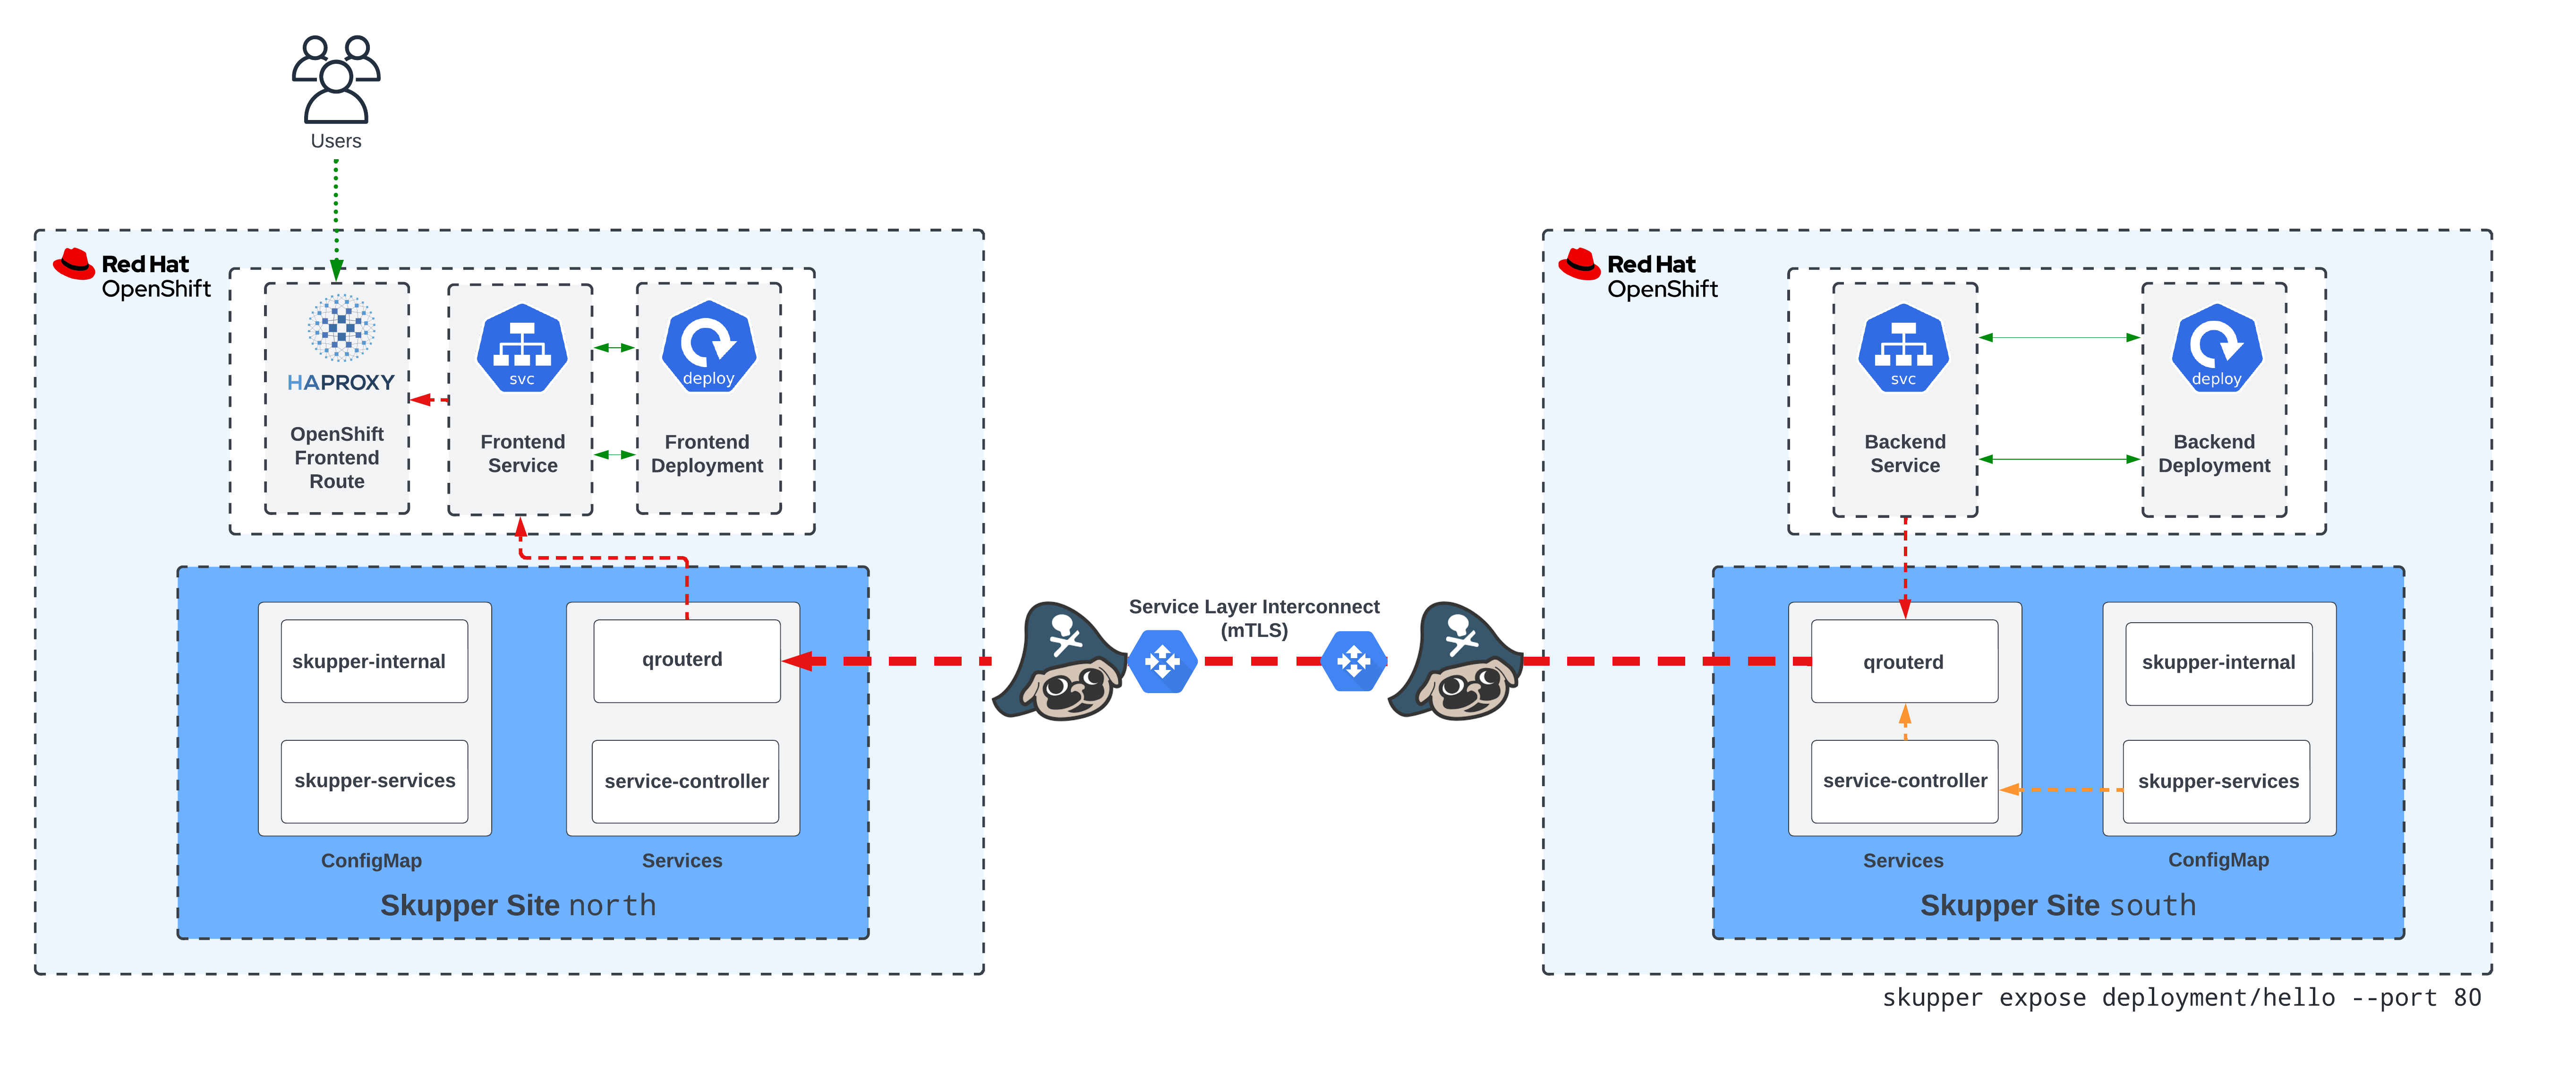 Users
Red Hat
OpenShift
HAPROXY
OpenShift
Frontend
Route
svc
Frontend
Service
deploy
Frontend
Deployment
skupper-internal
skupper-services
ConfigMap
qrouterd
service-controller
Services
Skupper Site north
Service Layer Interconnect
(mTLS)
Red Hat
OpenShift
svc
Backend
Service
deploy
Backend
Deployment
qrouterd
service-controller
Services
skupper-internal
skupper-services
ConfigMap
Skupper Site south
skupper expose deployment/hello --port 80